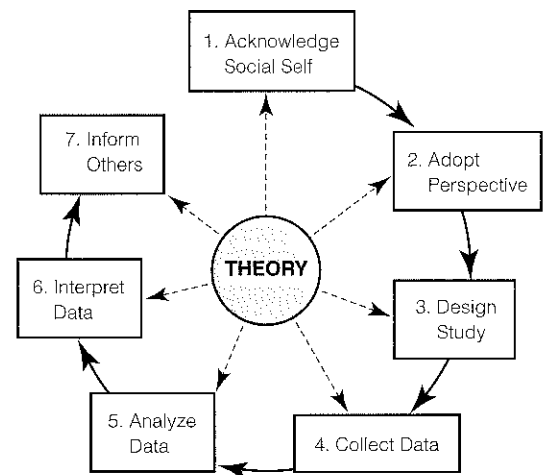 1. Acknowledge
Social Self
2. Adopt
Perspective
3. Design
Study
4. Collect Data
5. Analyze
Data
6. Interpret
Data
7. Inform
Others
THEORY